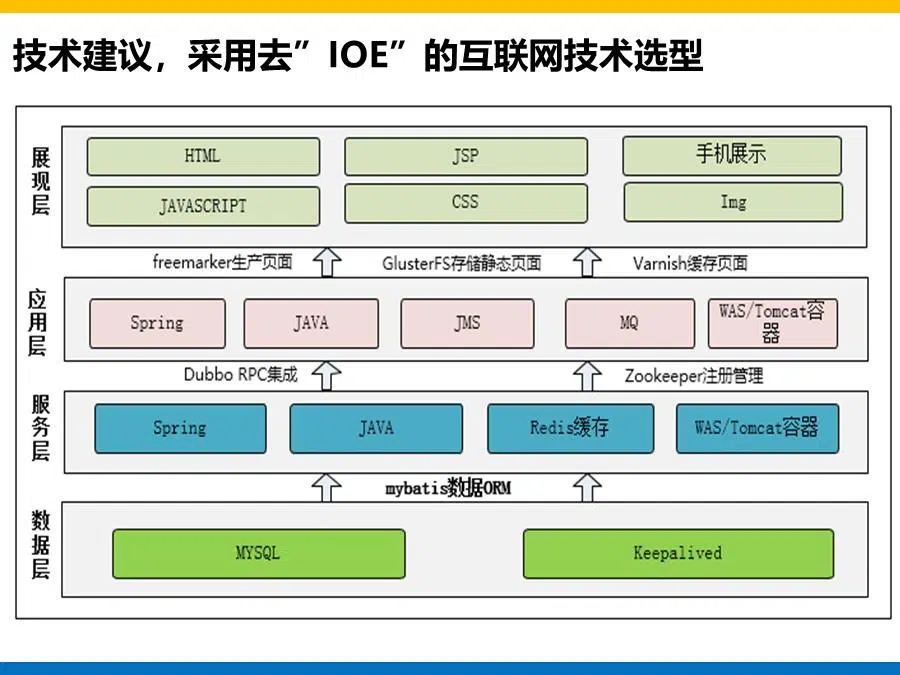 技术建议，采用去”IOE”的互联网技术选型
展现层
HTML
JSP
手机展示
JAVASCRIPT
CSS
Img
freemarker生产页面
GlusterFS存储静态页面
Varnish缓存页面
应用层
Spring
JAVA
JMS
MQ
WAS/Tomcat容
器
Dubbo RPC集成
Zookeeper注册管理
服务层
Spring
JAVA
Redis缓存
WAS/Tomcat容器
mybatis数据ORM
数据层
MYSQL
Keepalived